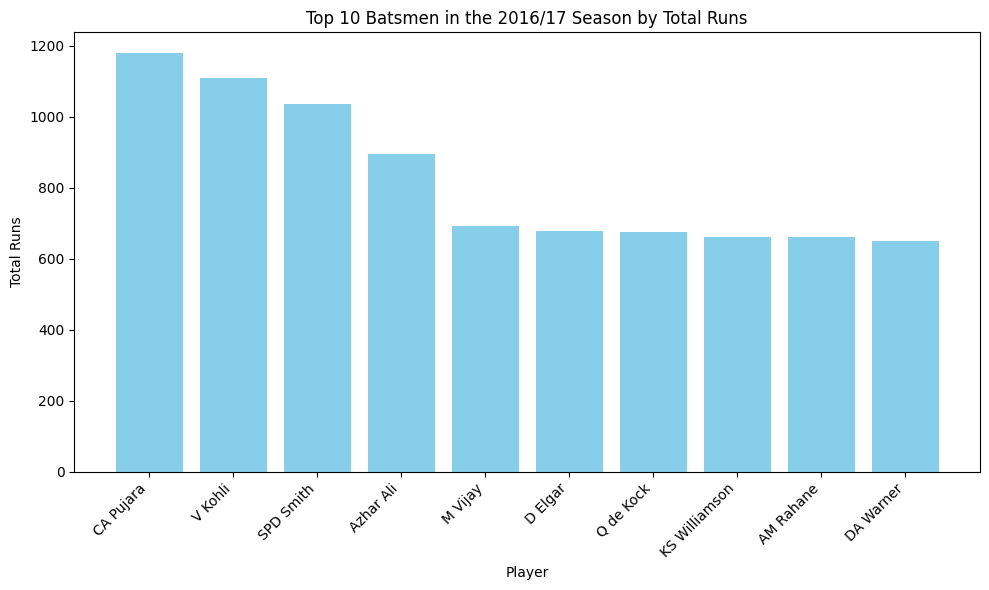 Top 10 Batsmen in the 2016/17 Season by Total Runs
Total Runs
1200
1000
800
600
400
200
0
CA Pujara
V Kohli
SPD Smith
Azhar Ali
M Vijay
D Elgar
Q de Kock
KS Williamson
AM Rahane
DA Warner
Player